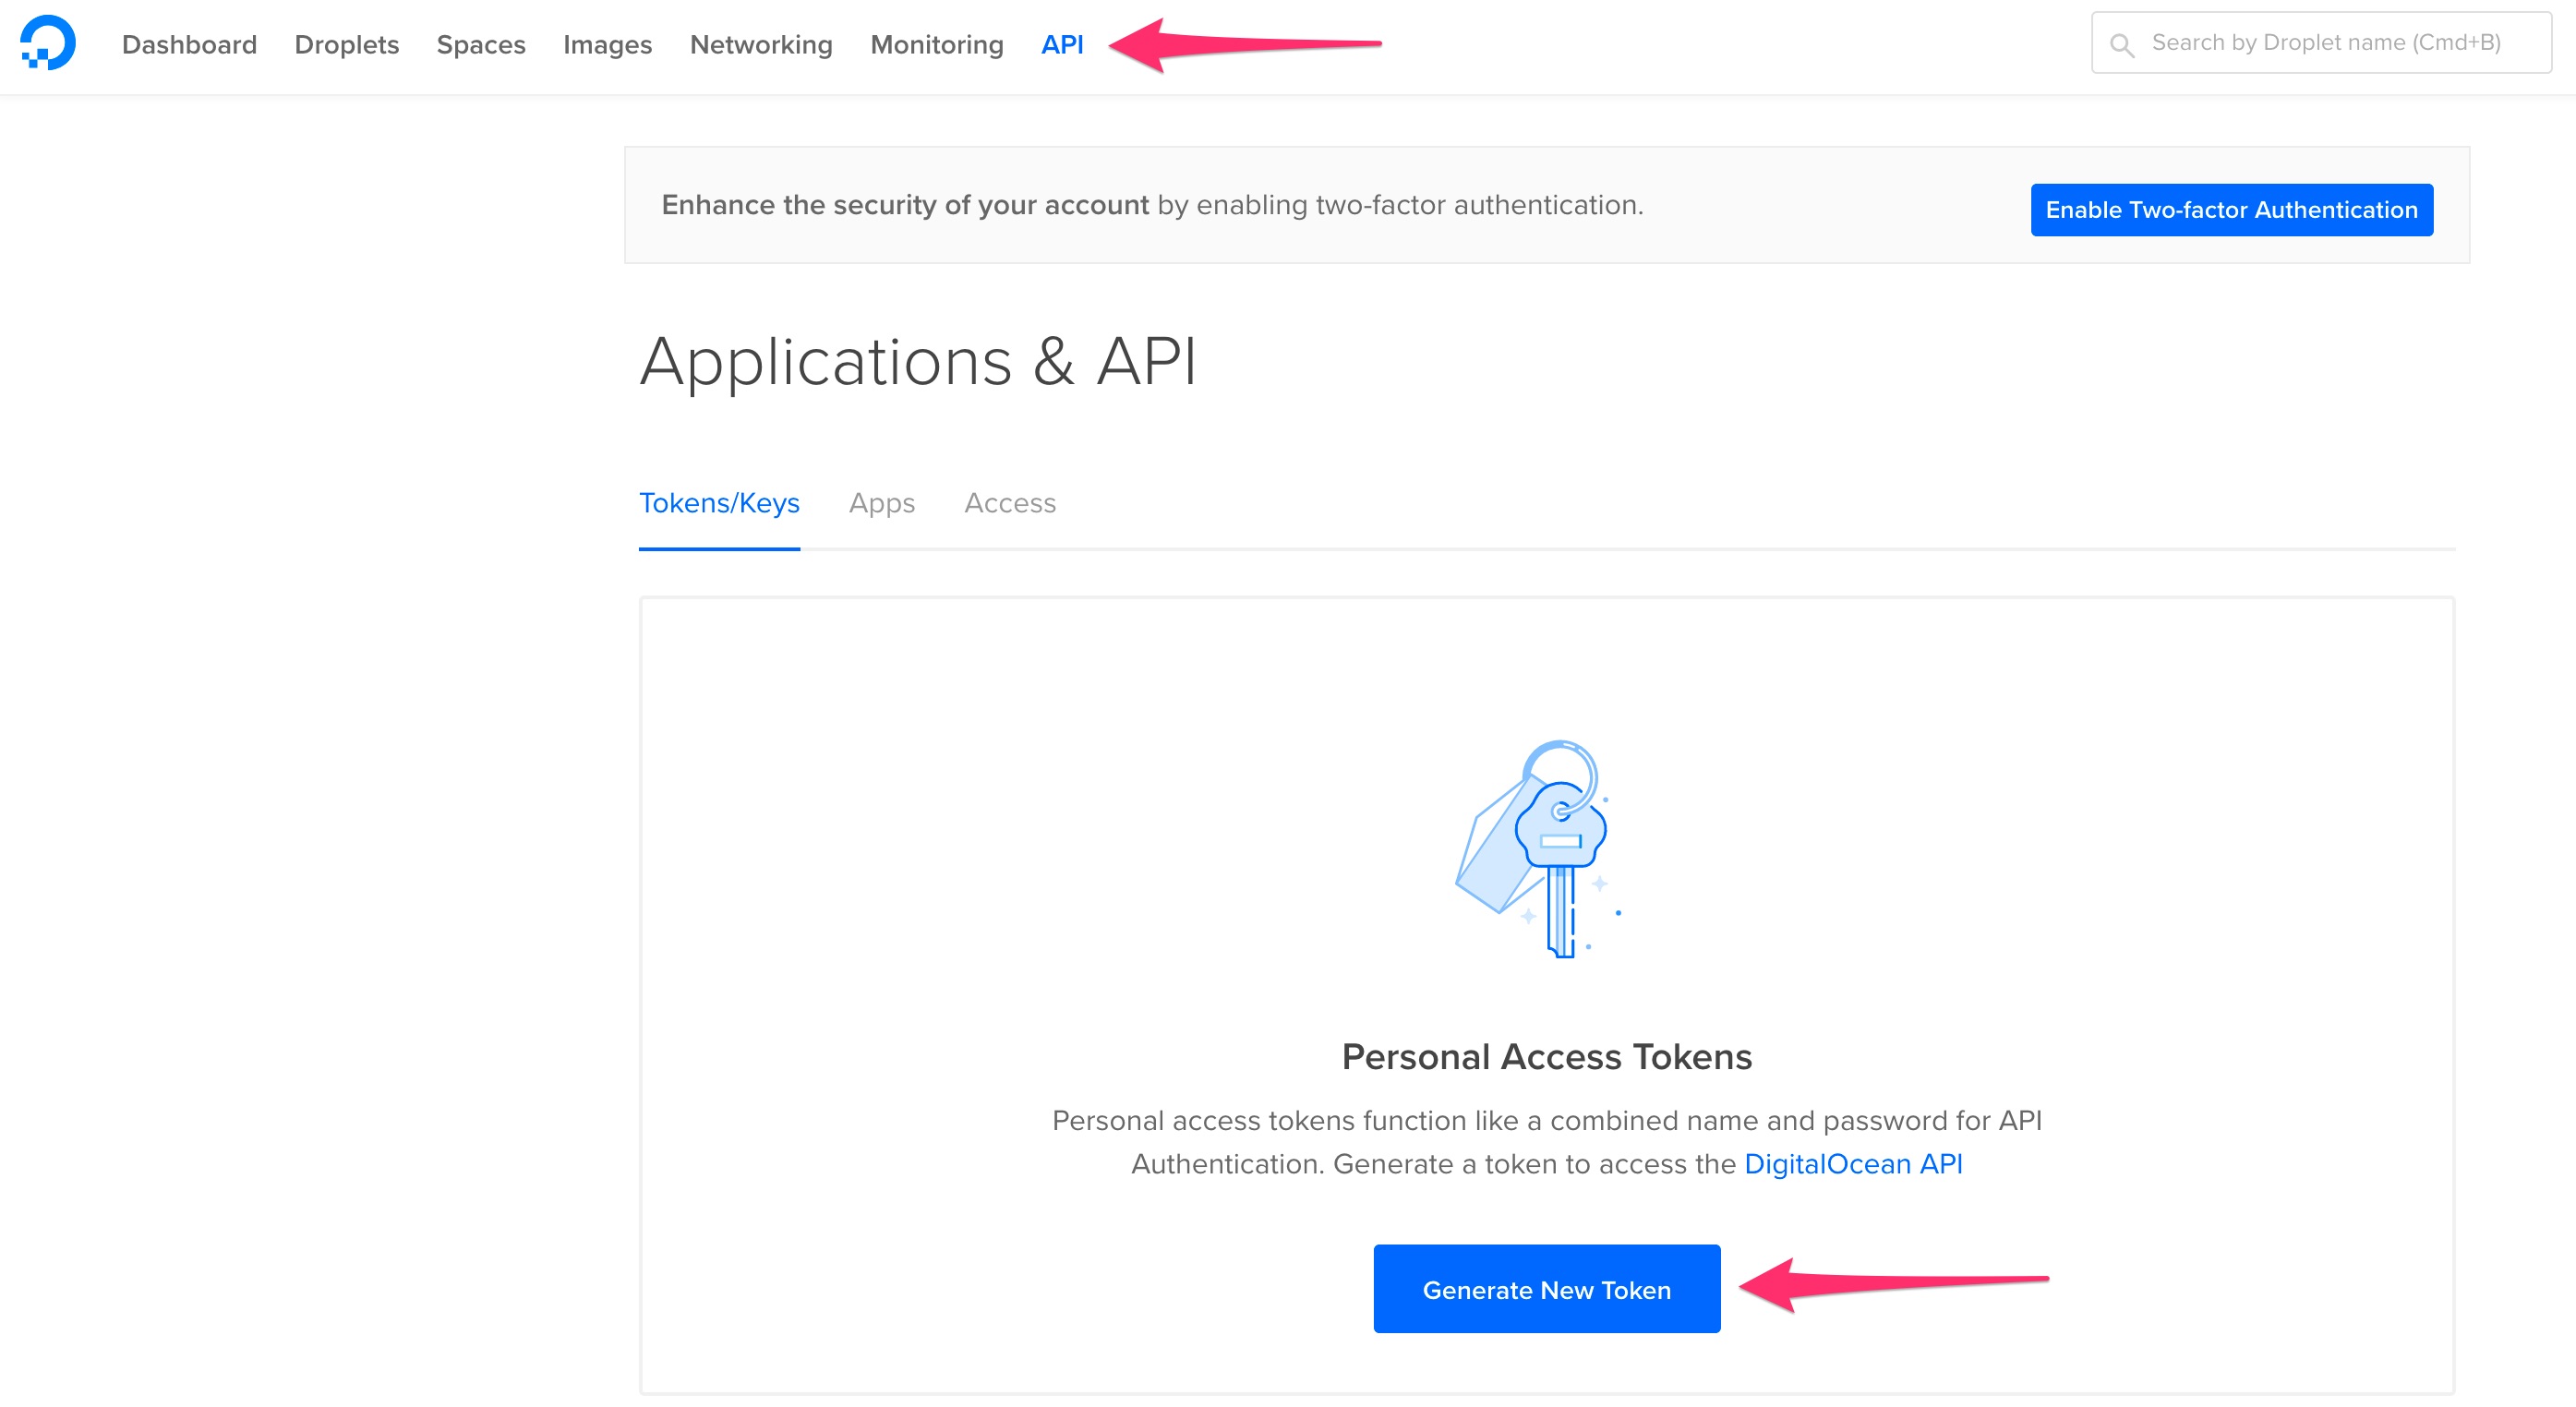 Dashboard Droplets Spaces Images Networking Monitoring API Search by Droplet name (Cmd+B)
Enhance the security of your account by enabling two-factor authentication. Enable Two-factor Authentication
Applications & API
Tokens/Keys Apps Access
Personal Access Tokens
Personal access tokens function like a combined name and password for API
Authentication. Generate a token to access the DigitalOcean API
Generate New Token